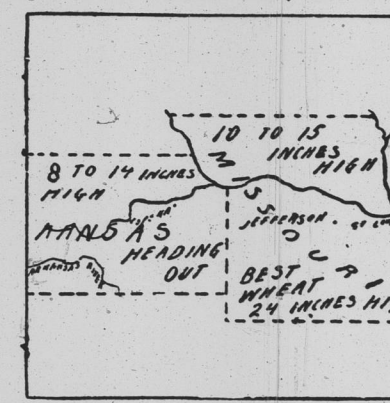 10 TO 15
INCHES
HIGH
8 TO 14 INCHES
HIGH
KANSAS
HEADING
OUT
ARKANSAS
JEFFERSON.
BEST
WHEAT
24 INCHES HI